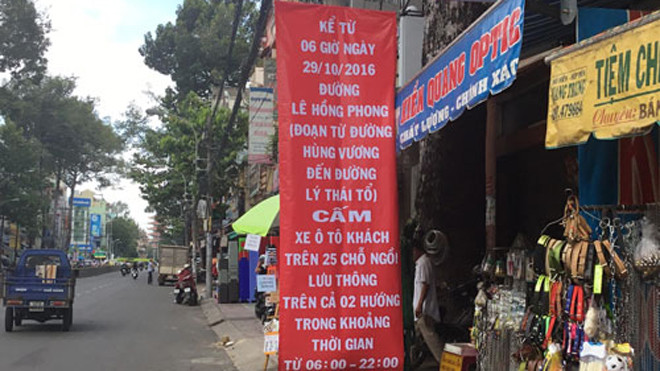 KỂ TỪ
06 GIỜ NGÀY
29/10/2016
ĐƯỜNG
LÊ HỒNG PHONG
(ĐOẠN TỪ ĐƯỜNG
HÙNG VƯƠNG
ĐẾN ĐƯỜNG
LÝ THÁI TỔ)
CẤM
XE Ô TÔ KHÁCH
TRÊN 25 CHỖ NGỒI
LƯU THÔNG
TRÊN CẢ 02 HƯỚNG
TRONG KHOẢNG
THỜI GIAN
TỪ 06:00 - 22:00
QUANG OPTIC
CHẤT LƯỢNG - CHÍNH XÁC
TIỆM
Chuyên: